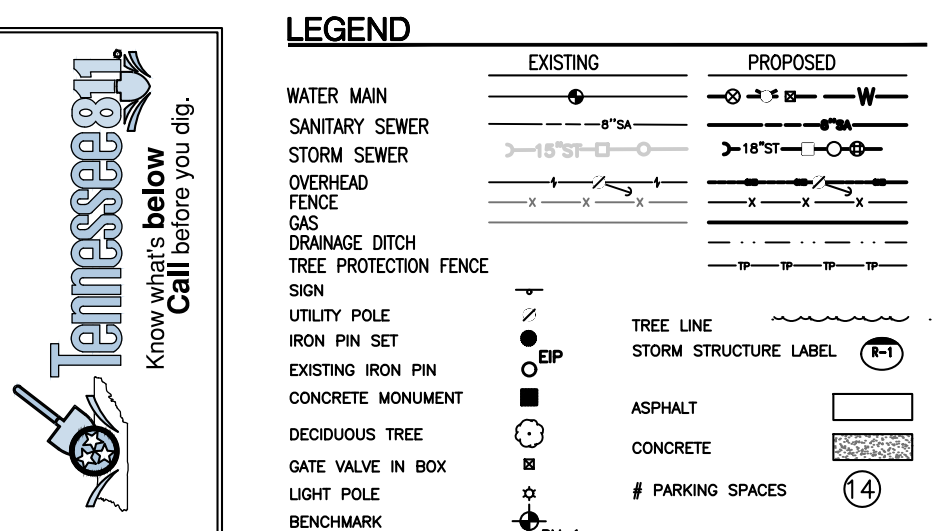 Tennessee811
Know what's below
Call before you dig.
LEGEND
EXISTING PROPOSED
WATER MAIN W
SANITARY SEWER 8"SA 8"SA
STORM SEWER 15"ST 18"ST
OVERHEAD
FENCE X X X X X X
GAS
DRAINAGE DITCH
TREE PROTECTION FENCE TP TP TP TP
SIGN
UTILITY POLE
IRON PIN SET
EXISTING IRON PIN EIP
CONCRETE MONUMENT
DECIDUOUS TREE
GATE VALVE IN BOX
LIGHT POLE
BENCHMARK
TREE LINE
STORM STRUCTURE LABEL R-1
ASPHALT
CONCRETE
# PARKING SPACES 14